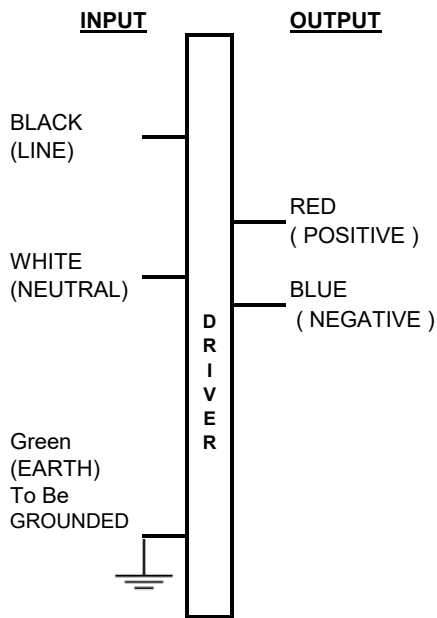 INPUT
OUTPUT
BLACK
(LINE)
RED
( POSITIVE )
WHITE
(NEUTRAL)
BLUE
( NEGATIVE )
D
R
I
V
E
R
Green
(EARTH)
To Be
GROUNDED